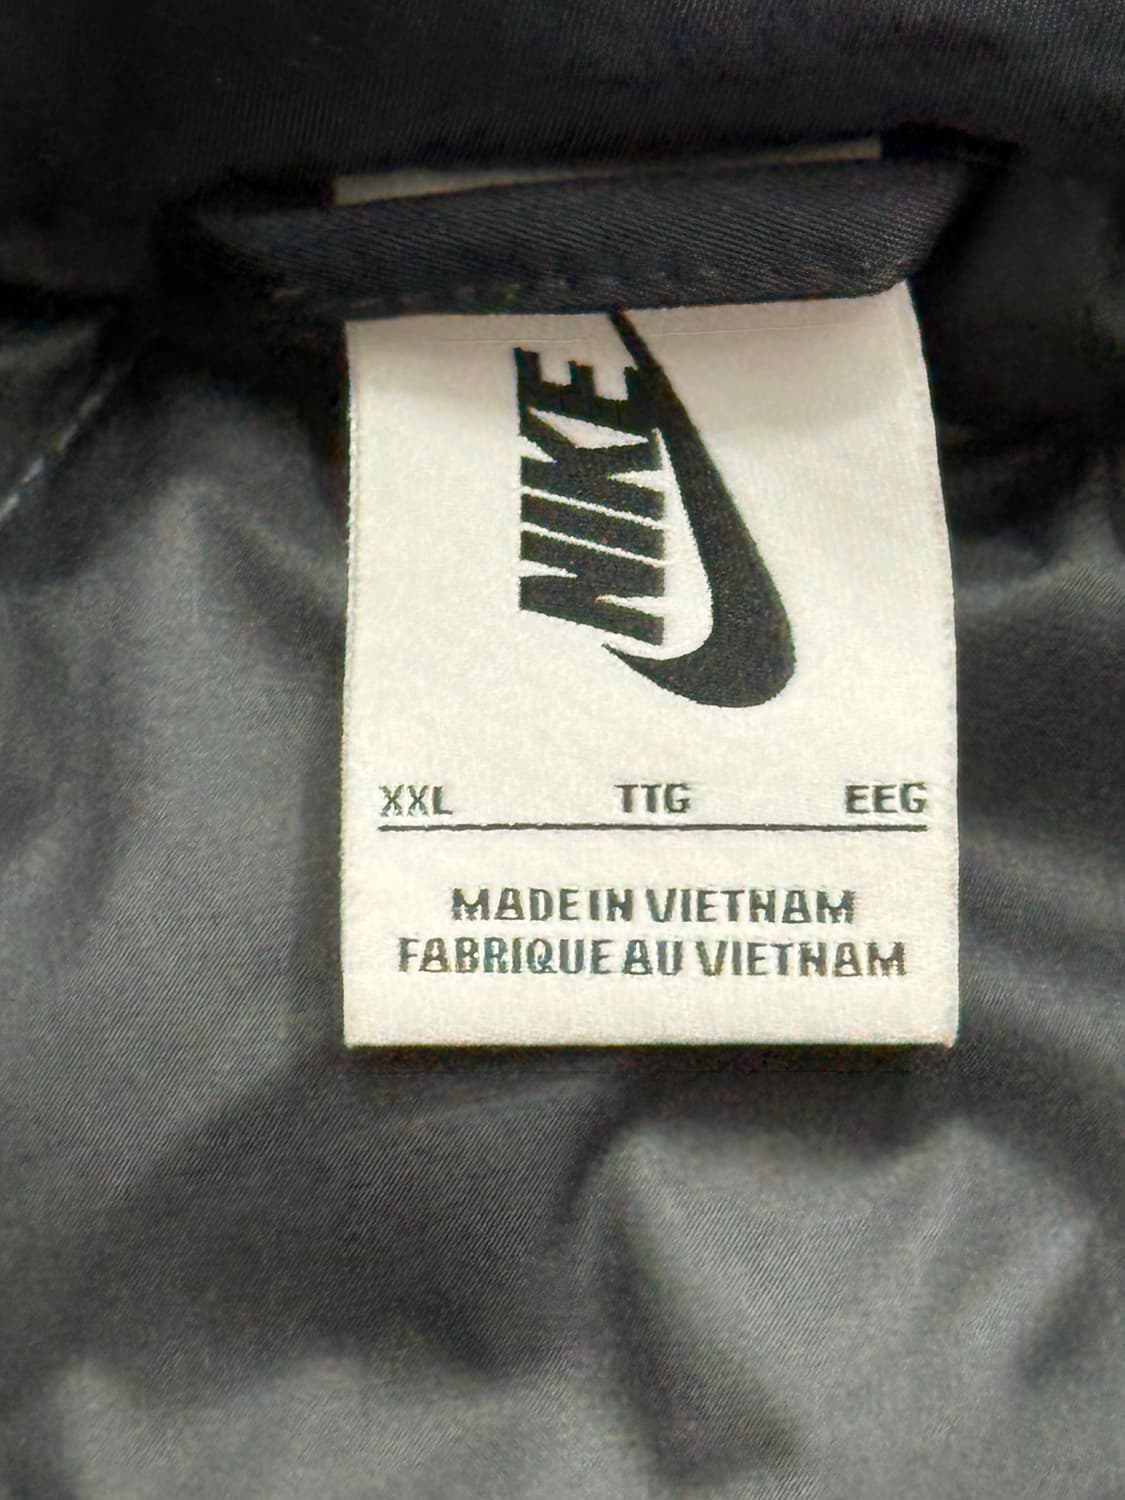 NIKE
XXL TTG EEG
MADE IN VIETNAM
FABRIQUE AU VIETNAM